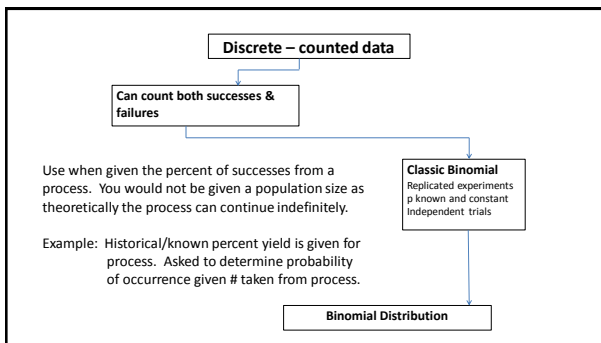 Discrete – counted data
Can count both successes &
failures
Use when given the percent of successes from a
process. You would not be given a population size as
theoretically the process can continue indefinitely.
Example: Historical/known percent yield is given for
process. Asked to determine probability
of occurrence given # taken from process.
Classic Binomial
Replicated experiments
p known and constant
Independent trials
Binomial Distribution